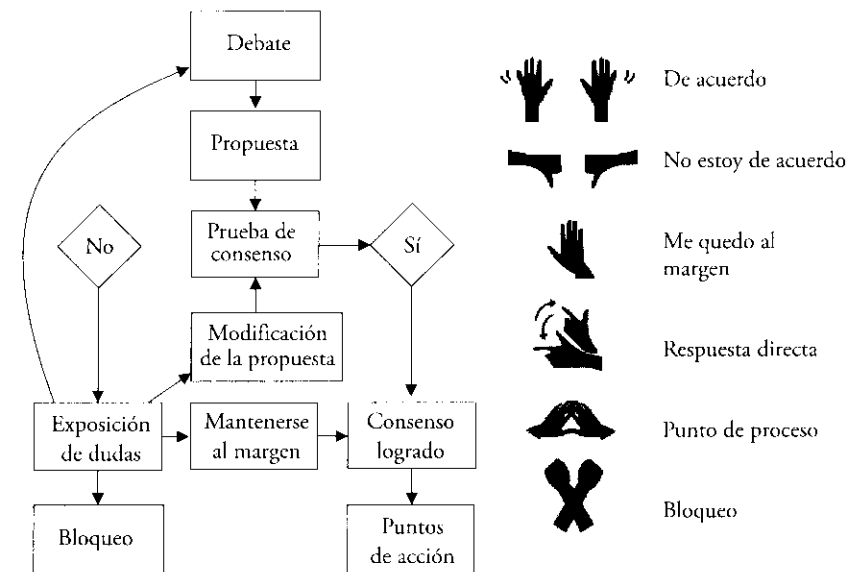 Debate
Propuesta
No
Prueba de
consenso
Sí
Modificación
de la propuesta
Exposición
de dudas
Mantenerse
al margen
Consenso
logrado
Bloqueo
Puntos
de acción
De acuerdo
No estoy de acuerdo
Me quedo al
margen
Respuesta directa
Punto de proceso
Bloqueo